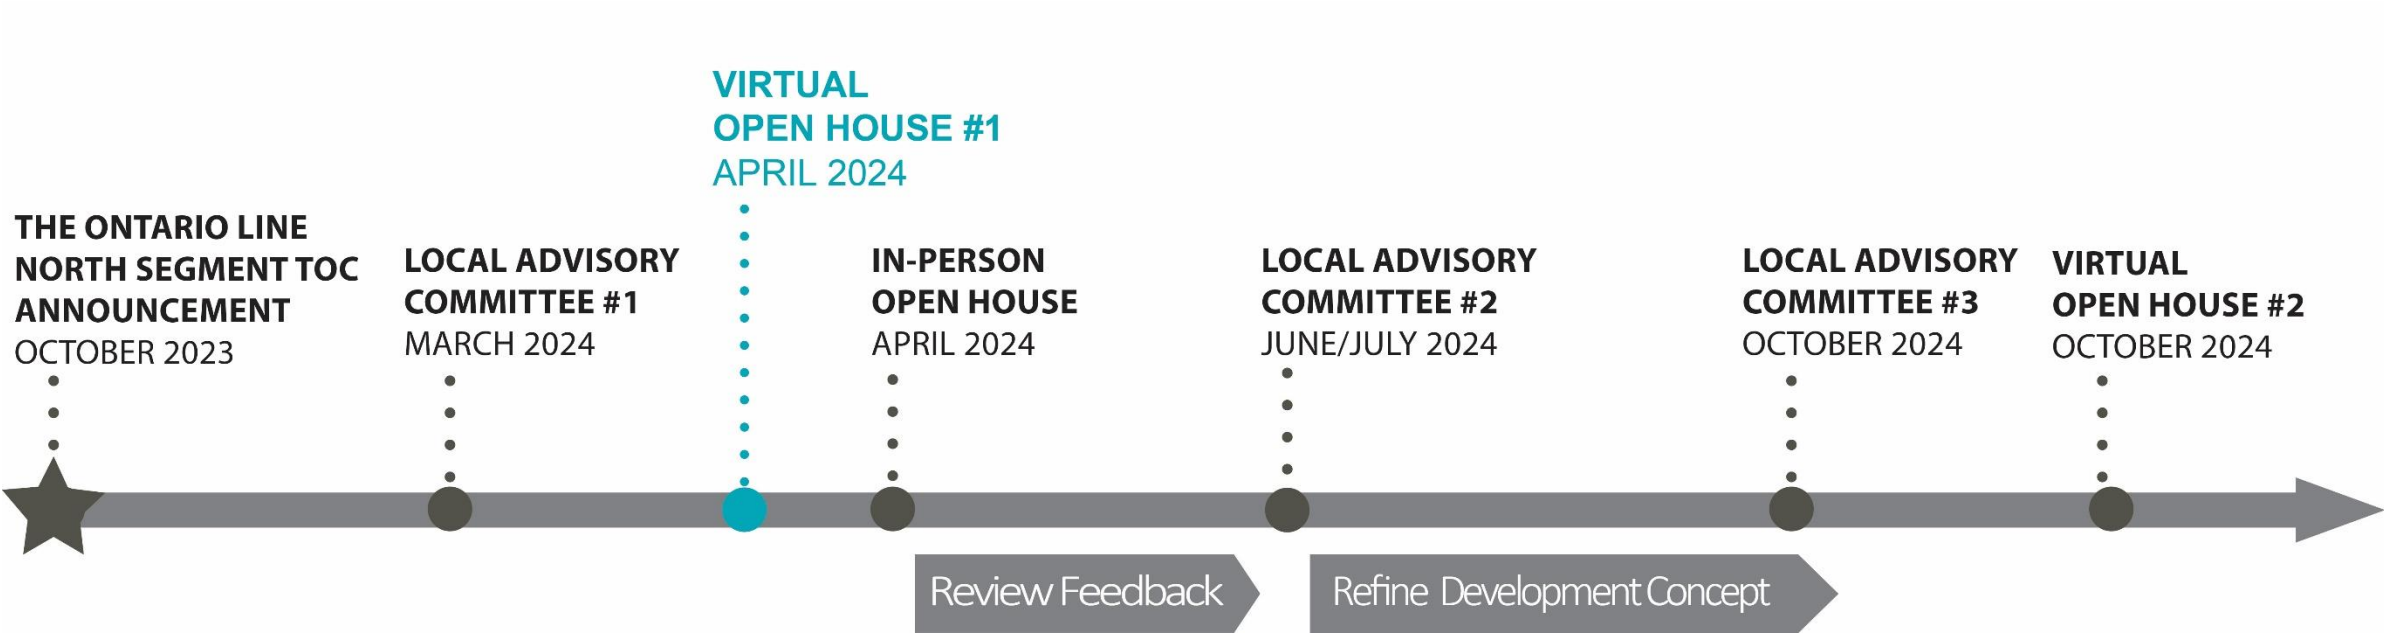 VIRTUAL
OPEN HOUSE #1
APRIL 2024
THE ONTARIO LINE
NORTH SEGMENT TOC
ANNOUNCEMENT
OCTOBER 2023
LOCAL ADVISORY
COMMITTEE #1
MARCH 2024
IN-PERSON
OPEN HOUSE
APRIL 2024
LOCAL ADVISORY
COMMITTEE #2
JUNE/JULY 2024
LOCAL ADVISORY
COMMITTEE #3
OCTOBER 2024
VIRTUAL
OPEN HOUSE #2
OCTOBER 2024
Review Feedback
Refine Development Concept